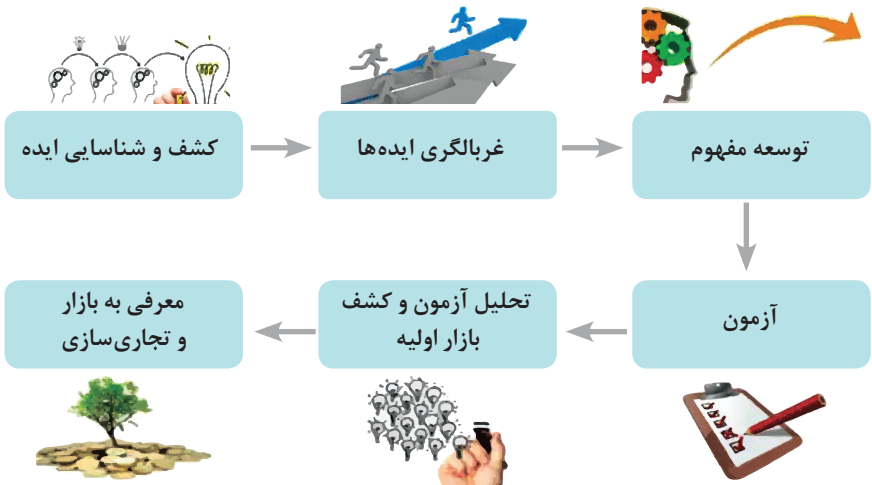 کشف و شناسایی ایده
غربالگری ایده‌ها
توسعه مفهوم
آزمون
تحلیل آزمون و کشف
بازار اولیه
معرفی به بازار
و تجاری‌سازی